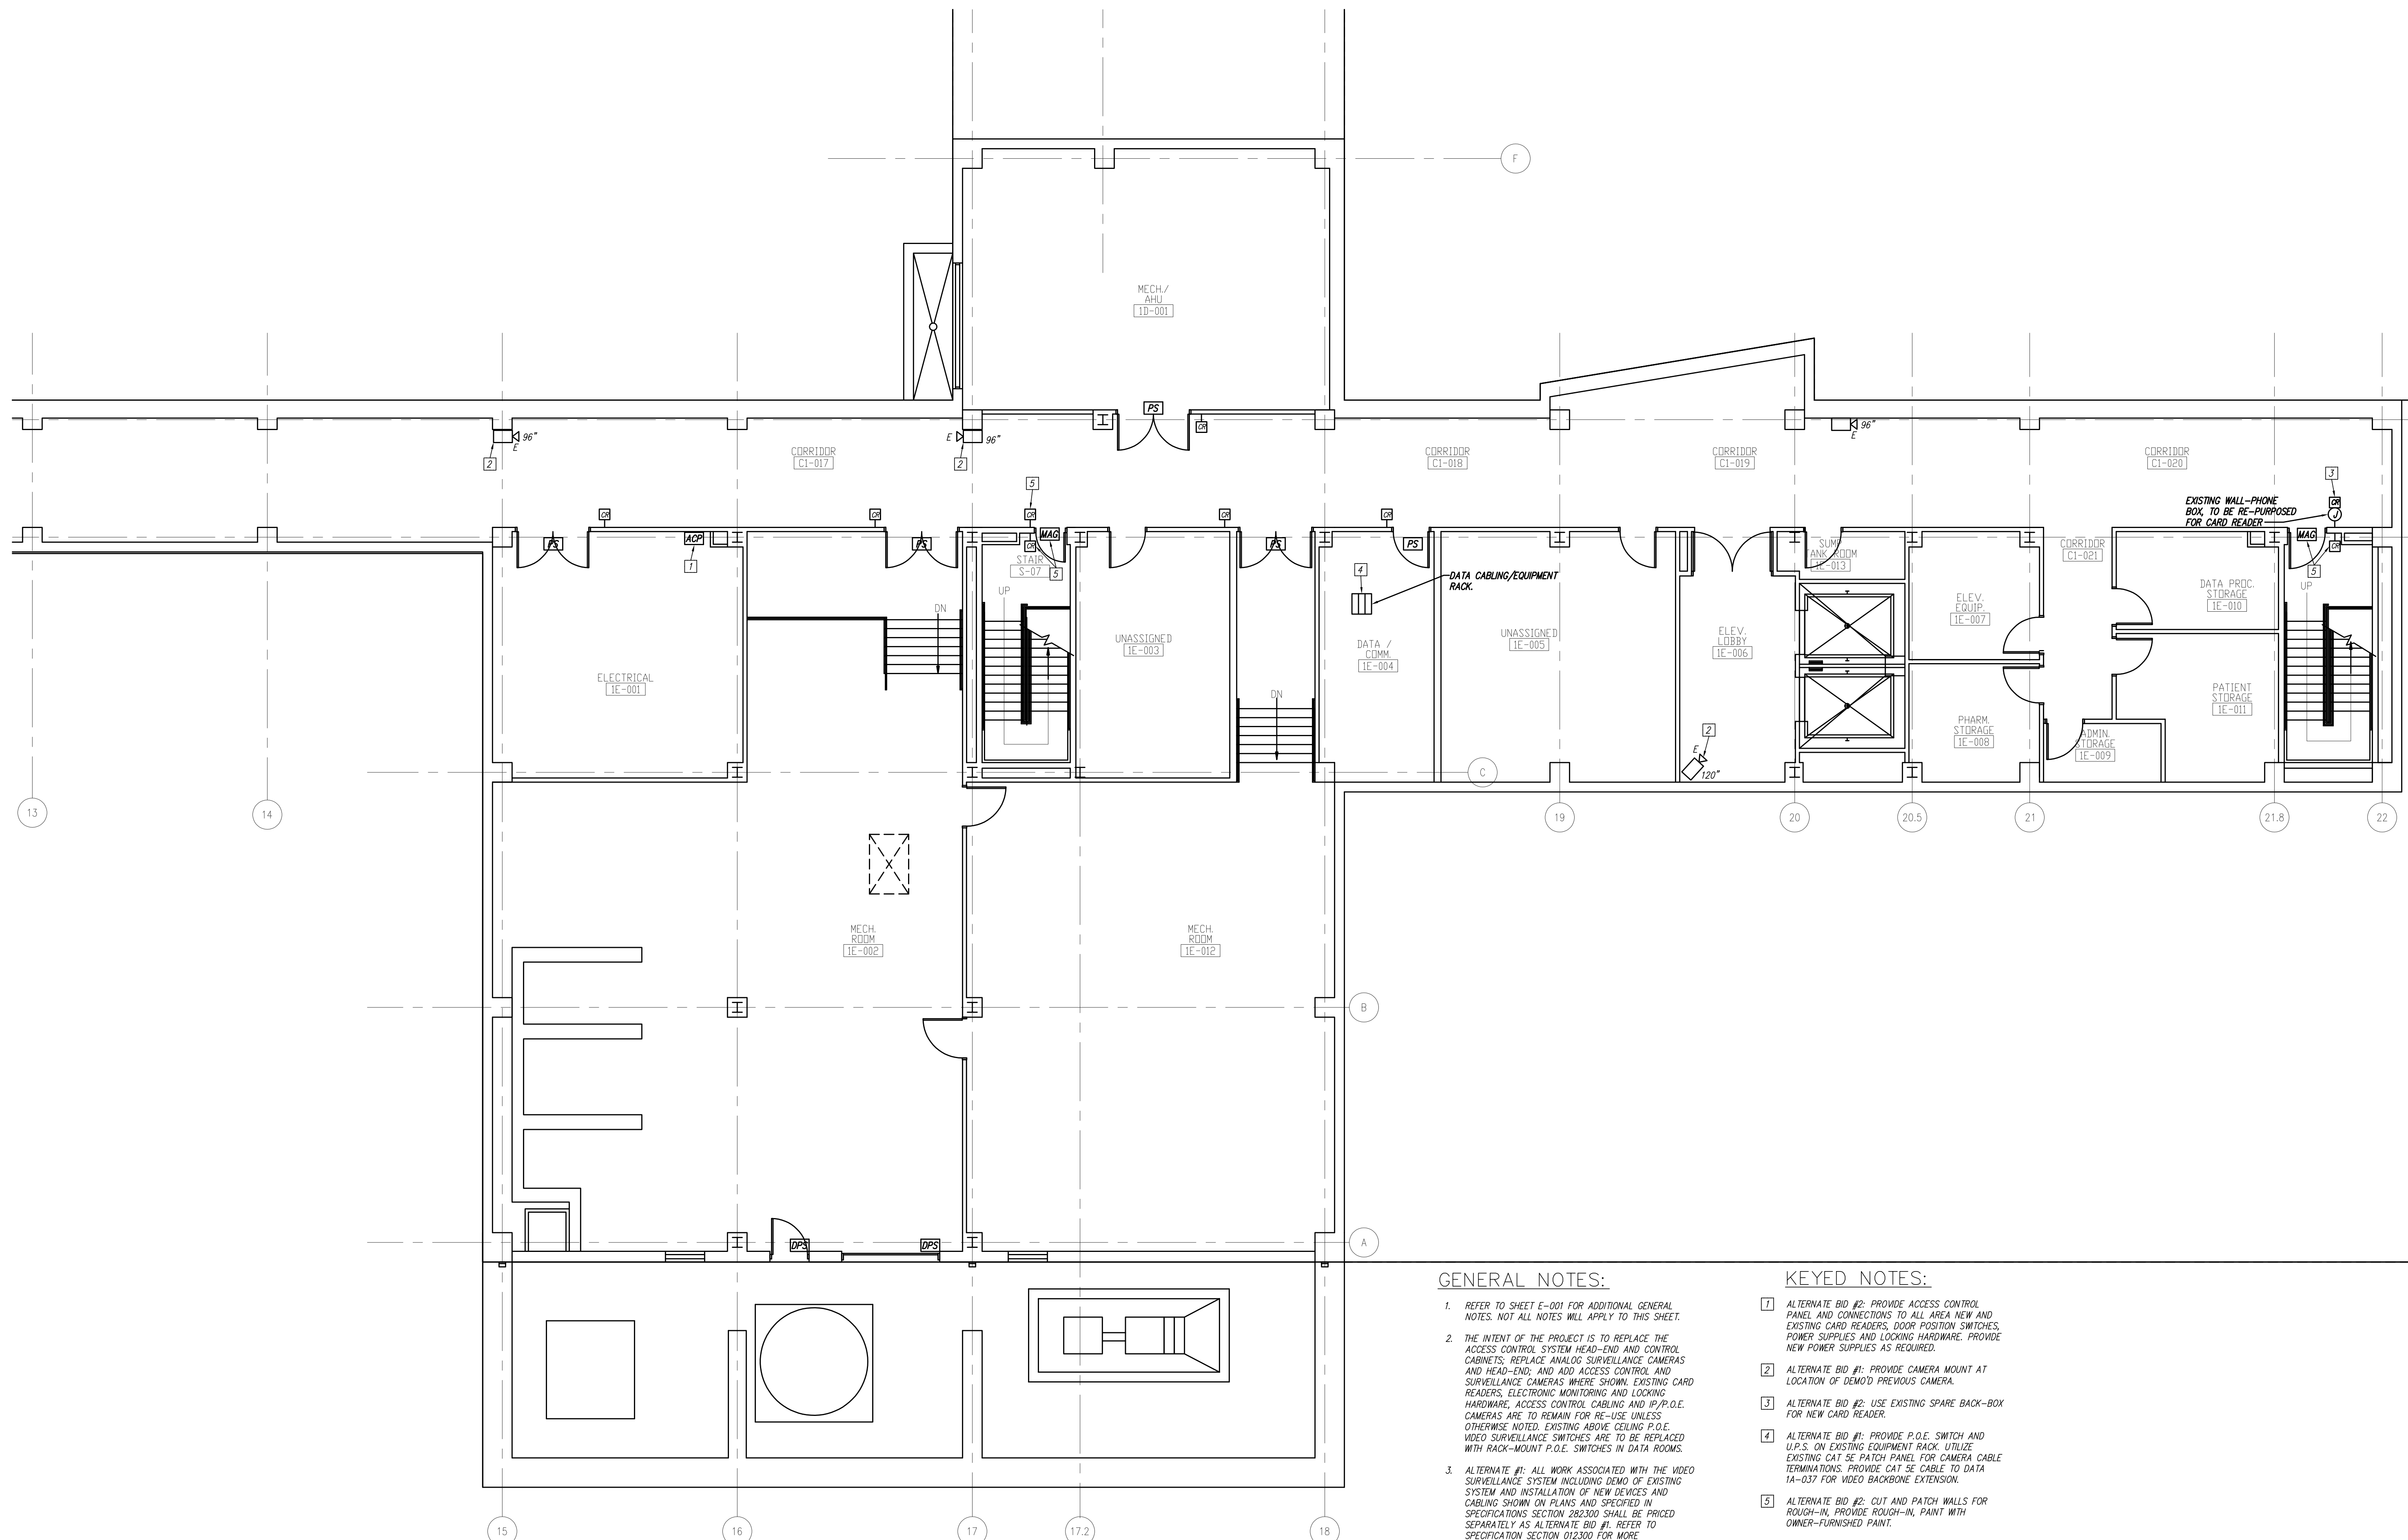 F
MECH./
AHU
1D-001
PS
CR
96"
E
2
CORRIDOR
C1-017
E
96"
2
CORRIDOR
C1-018
CORRIDOR
C1-019
96"
E
CORRIDOR
C1-020
3
CR
J
EXISTING WALL-PHONE
BOX, TO BE RE-PURPOSED
FOR CARD READER
5
CR
CR
CR
CR
CR
PS
ACP
1
PS
CR
MAG
5
STAIR
S-07
UP
PS
PS
4
DATA CABLING/EQUIPMENT
RACK.
SUMP
TANK ROOM
1E-013
CORRIDOR
C1-021
MAG
CR
5
UP
DATA PROC.
STORAGE
1E-010
ELEV.
EQUIP.
1E-007
DN
UNASSIGNED
1E-003
DATA /
COMM.
1E-004
UNASSIGNED
1E-005
ELEV.
LOBBY
1E-006
ELECTRICAL
1E-001
DN
PATIENT
STORAGE
1E-011
PHARM.
STORAGE
1E-008
ADMIN.
STORAGE
1E-009
2
E
120"
C
13
14
19
20
20.5
21
21.8
22
MECH.
ROOM
1E-002
MECH.
ROOM
1E-012
B
DPS
DPS
A
GENERAL NOTES:
1. REFER TO SHEET E-001 FOR ADDITIONAL GENERAL
NOTES. NOT ALL NOTES WILL APPLY TO THIS SHEET.
2. THE INTENT OF THE PROJECT IS TO REPLACE THE
ACCESS CONTROL SYSTEM HEAD-END AND CONTROL
CABINETS; REPLACE ANALOG SURVEILLANCE CAMERAS
AND HEAD-END; AND ADD ACCESS CONTROL AND
SURVEILLANCE CAMERAS WHERE SHOWN. EXISTING CARD
READERS, ELECTRONIC MONITORING AND LOCKING
HARDWARE, ACCESS CONTROL CABLING AND IP/P.O.E.
CAMERAS ARE TO REMAIN FOR RE-USE UNLESS
OTHERWISE NOTED. EXISTING ABOVE CEILING P.O.E.
VIDEO SURVEILLANCE SWITCHES ARE TO BE REPLACED
WITH RACK-MOUNT P.O.E. SWITCHES IN DATA ROOMS.
3. ALTERNATE #1: ALL WORK ASSOCIATED WITH THE VIDEO
SURVEILLANCE SYSTEM INCLUDING DEMO OF EXISTING
SYSTEM AND INSTALLATION OF NEW DEVICES AND
CABLING SHOWN ON PLANS AND SPECIFIED IN
SPECIFICATIONS SECTION 282300 SHALL BE PRICED
SEPARATELY AS ALTERNATE BID #1. REFER TO
SPECIFICATION SECTION 012300 FOR MORE
KEYED NOTES:
1 ALTERNATE BID #2: PROVIDE ACCESS CONTROL
PANEL AND CONNECTIONS TO ALL AREA NEW AND
EXISTING CARD READERS, DOOR POSITION SWITCHES,
POWER SUPPLIES AND LOCKING HARDWARE. PROVIDE
NEW POWER SUPPLIES AS REQUIRED.
2 ALTERNATE BID #1: PROVIDE CAMERA MOUNT AT
LOCATION OF DEMO'D PREVIOUS CAMERA.
3 ALTERNATE BID #2: USE EXISTING SPARE BACK-BOX
FOR NEW CARD READER.
4 ALTERNATE BID #1: PROVIDE P.O.E. SWITCH AND
U.P.S. ON EXISTING EQUIPMENT RACK. UTILIZE
EXISTING CAT 5E PATCH PANEL FOR CAMERA CABLE
TERMINATIONS. PROVIDE CAT 5E CABLE TO DATA
1A-037 FOR VIDEO BACKBONE EXTENSION.
5 ALTERNATE BID #2: CUT AND PATCH WALLS FOR
ROUGH-IN, PROVIDE ROUGH-IN, PAINT WITH
OWNER-FURNISHED PAINT.
15
16
17
17.2
18